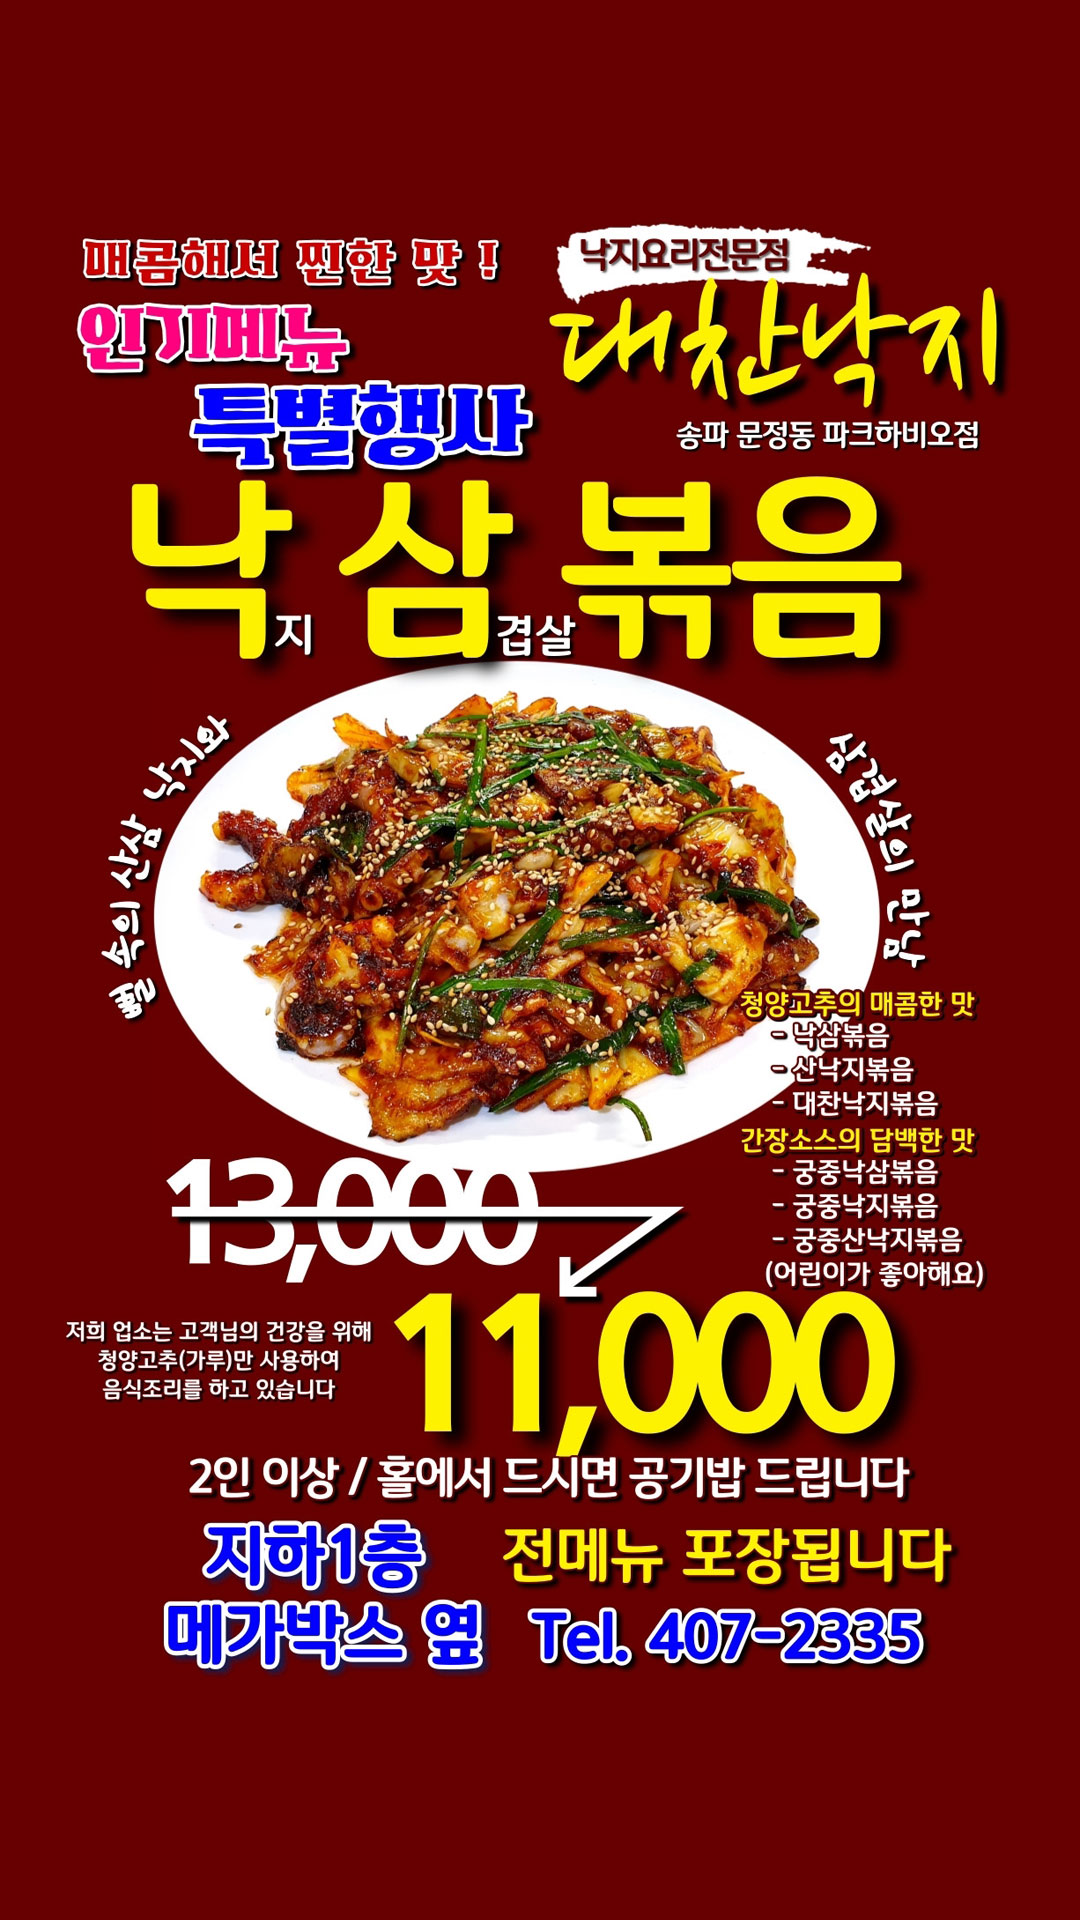 매콤해서 찐한 맛 !
인기메뉴
특별행사
낙지요리전문점
대찬낙지
송파 문정동 파크하비오점
낙지 삼겹살 볶음
뻘 속의 산삼 낙지와
삼겹살의 만남
청양고추의 매콤한 맛
- 낙삼볶음
- 산낙지볶음
- 대찬낙지볶음
간장소스의 담백한 맛
- 궁중낙삼볶음
- 궁중낙지볶음
- 궁중산낙지볶음
(어린이가 좋아해요)
13,000
11,000
저희 업소는 고객님의 건강을 위해
청양고추(가루)만 사용하여
음식조리를 하고 있습니다
2인 이상 / 홀에서 드시면 공기밥 드립니다
지하1층
메가박스 옆
전메뉴 포장됩니다
Tel. 407-2335